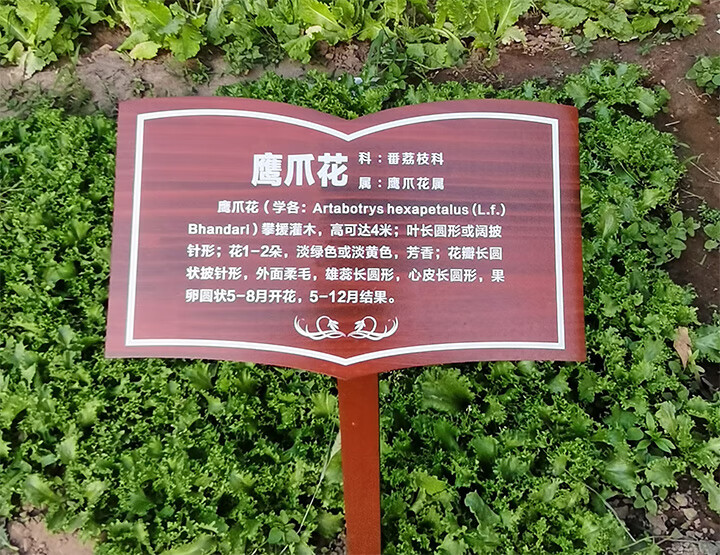 鹰爪花
科：番荔枝科
属：鹰爪花属
鹰爪花（学各：Artabotrys hexapetalus (L.f.)
Bhandari）攀援灌木，高可达4米；叶长圆形或阔披
针形；花1-2朵，淡绿色或淡黄色，芳香；花瓣长圆
状披针形，外面柔毛，雄蕊长圆形，心皮长圆形，果
卵圆状5-8月开花，5-12月结果。